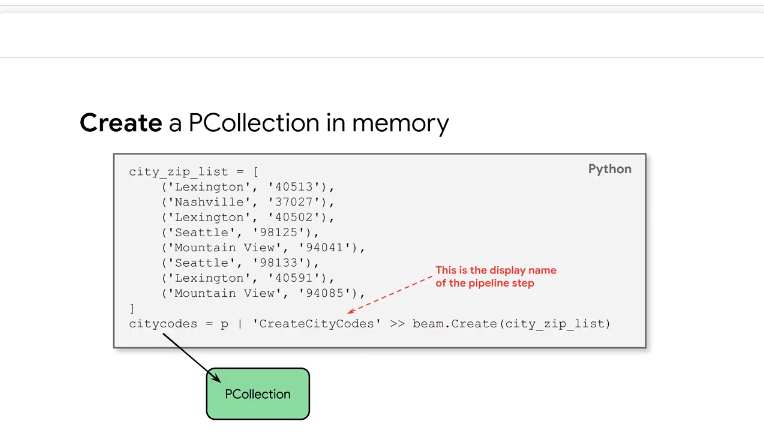 Create a PCollection in memory
Python
city_zip_list = [
('Lexington', '40513'),
('Nashville', '37027'),
('Lexington', '40502'),
('Seattle', '98125'),
('Mountain View', '94041'),
('Seattle', '98133'),
('Lexington', '40591'),
('Mountain View', '94085'),
]
This is the display name
of the pipeline step
citycodes = p | 'CreateCityCodes' >> beam.Create(city_zip_list)
PCollection